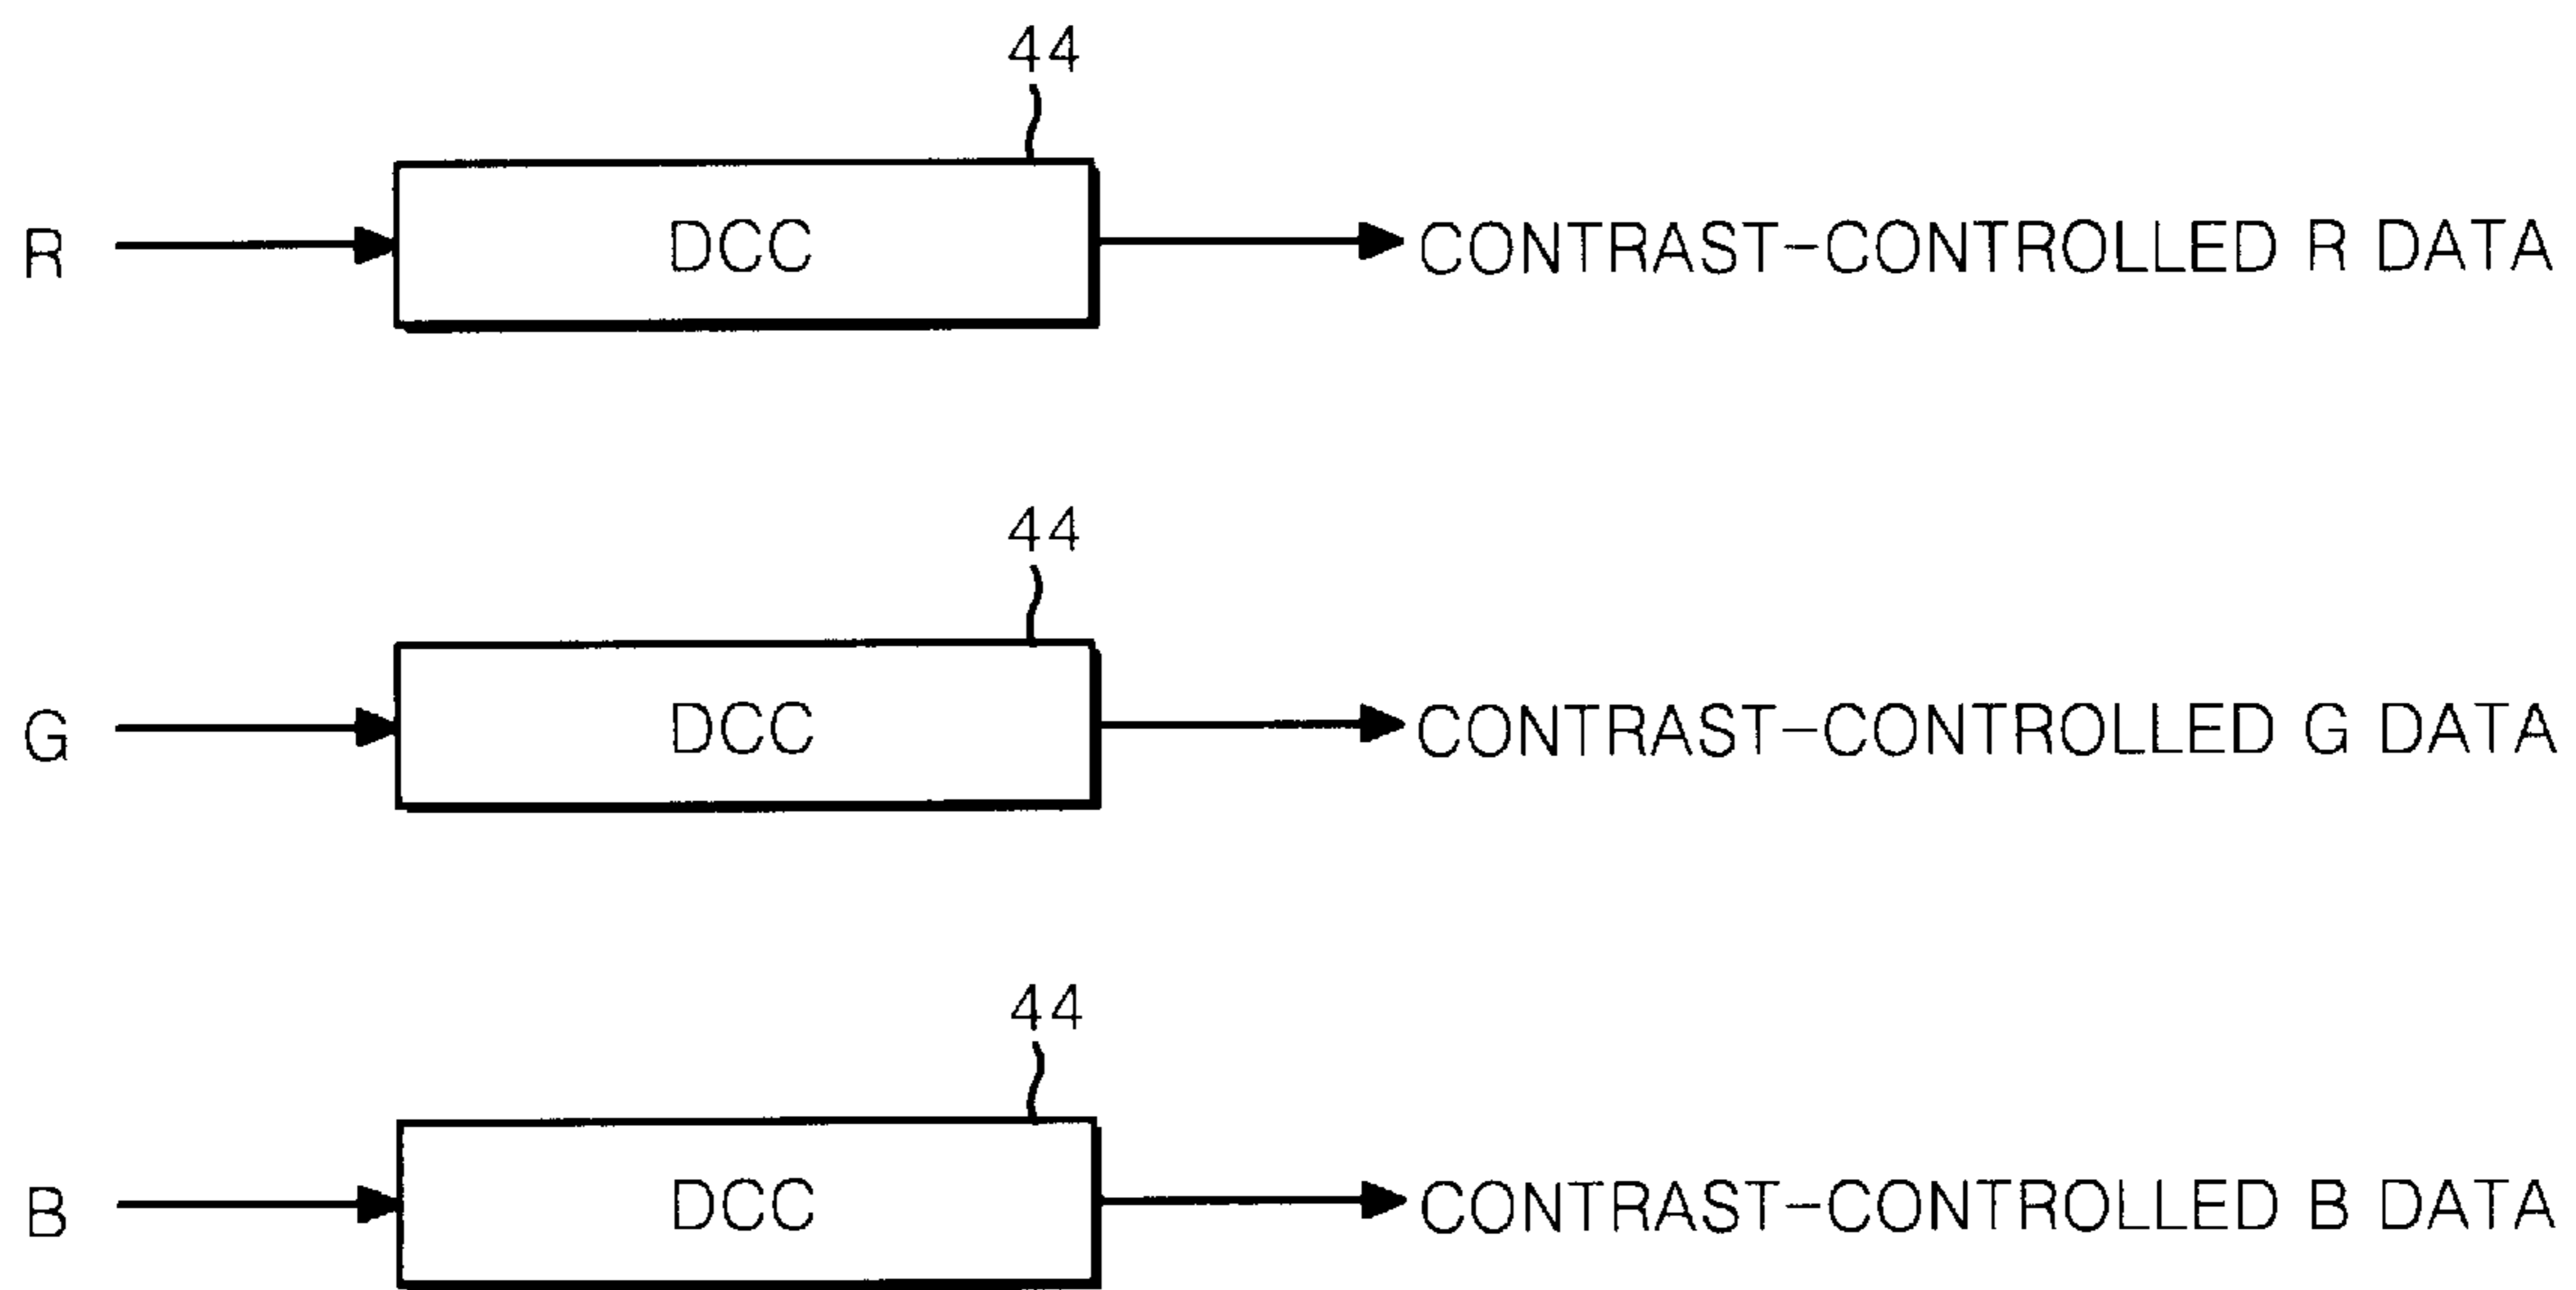 44
R DCC CONTRAST-CONTROLLED R DATA
44
G DCC CONTRAST-CONTROLLED G DATA
44
B DCC CONTRAST-CONTROLLED B DATA